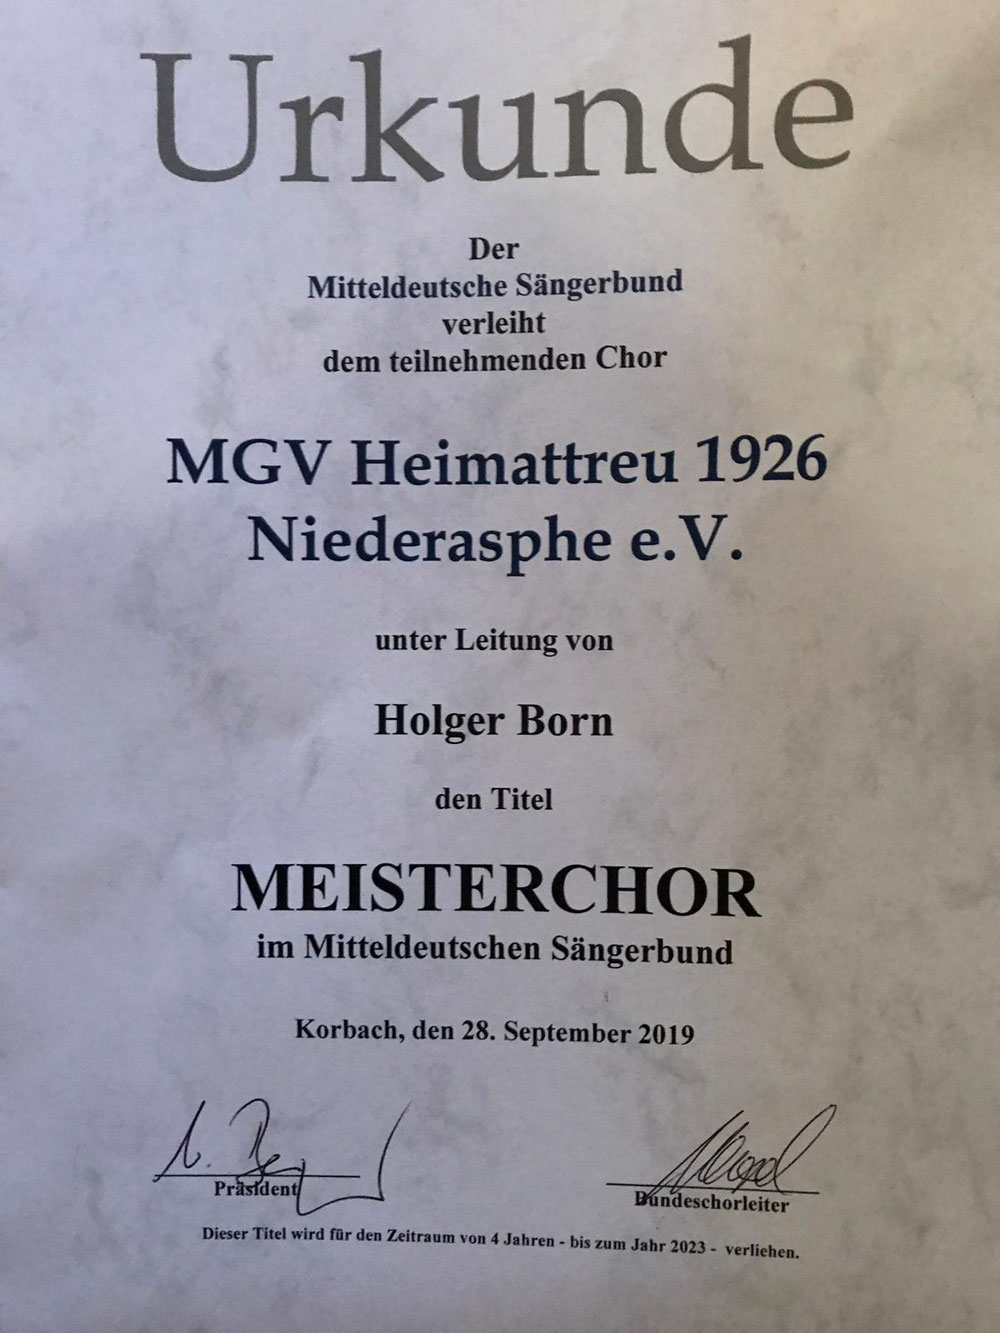 Urkunde
Der
Mitteldeutsche Sängerbund
verleiht
dem teilnehmenden Chor
MGV Heimattreu 1926
Niederasphe e.V.
unter Leitung von
Holger Born
den Titel
MEISTERCHOR
im Mitteldeutschen Sängerbund
Korbach, den 28. September 2019
Präsident
Bundeschorleiter
Dieser Titel wird für den Zeitraum von 4 Jahren - bis zum Jahr 2023 - verliehen.